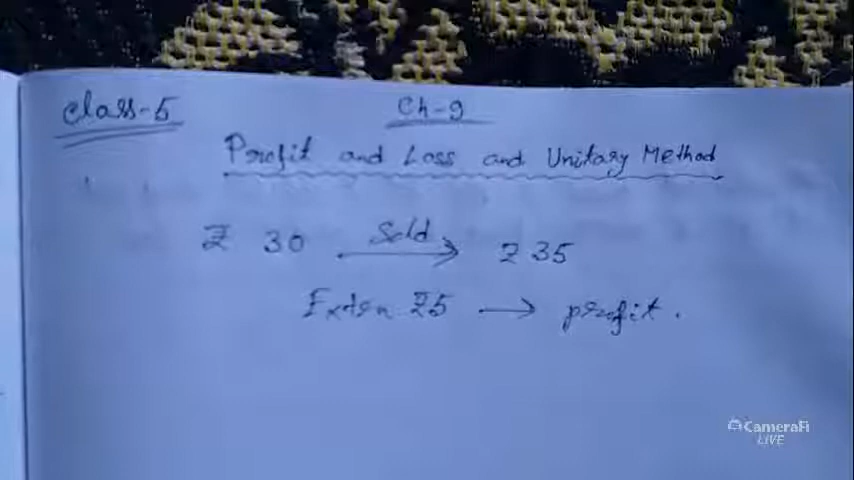 Class-5
Ch-9
Profit and Loss and Unitary Method
₹ 30 Sold → ₹ 35
Extra ₹5 → profit.
CameraFi
LIVE